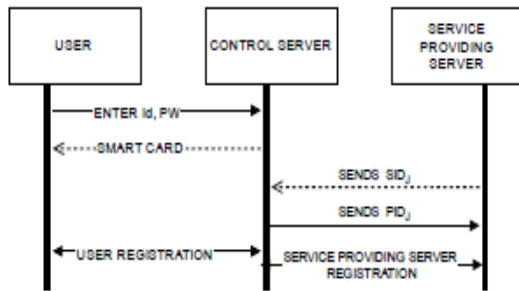 USER
CONTROL SERVER
SERVICE
PROVIDING
SERVER
ENTER Id, PW
SMART CARD
SENDS SIDJ
SENDS PIDJ
USER REGISTRATION
SERVICE PROVIDING SERVER
REGISTRATION